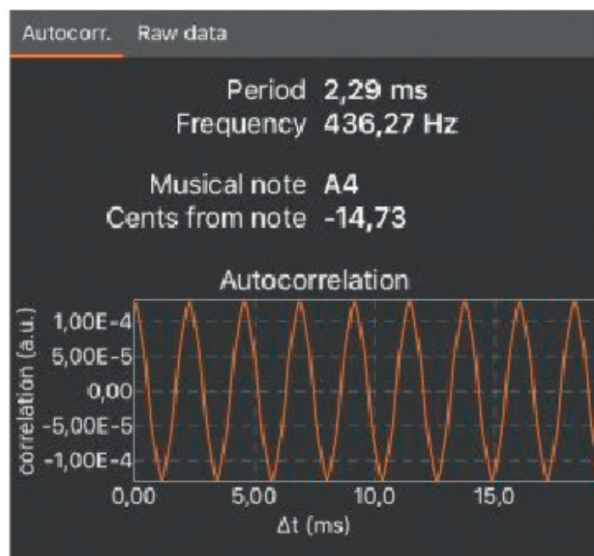 Autocorr. Raw data
Period 2,29 ms
Frequency 436,27 Hz
Musical note A4
Cents from note -14,73
Autocorrelation
correlation (a.u.)
1,00E-4
5,00E-5
0,00
-5,00E-5
-1,00E-4
0,00 5,00 10,0 15,0
Δt (ms)